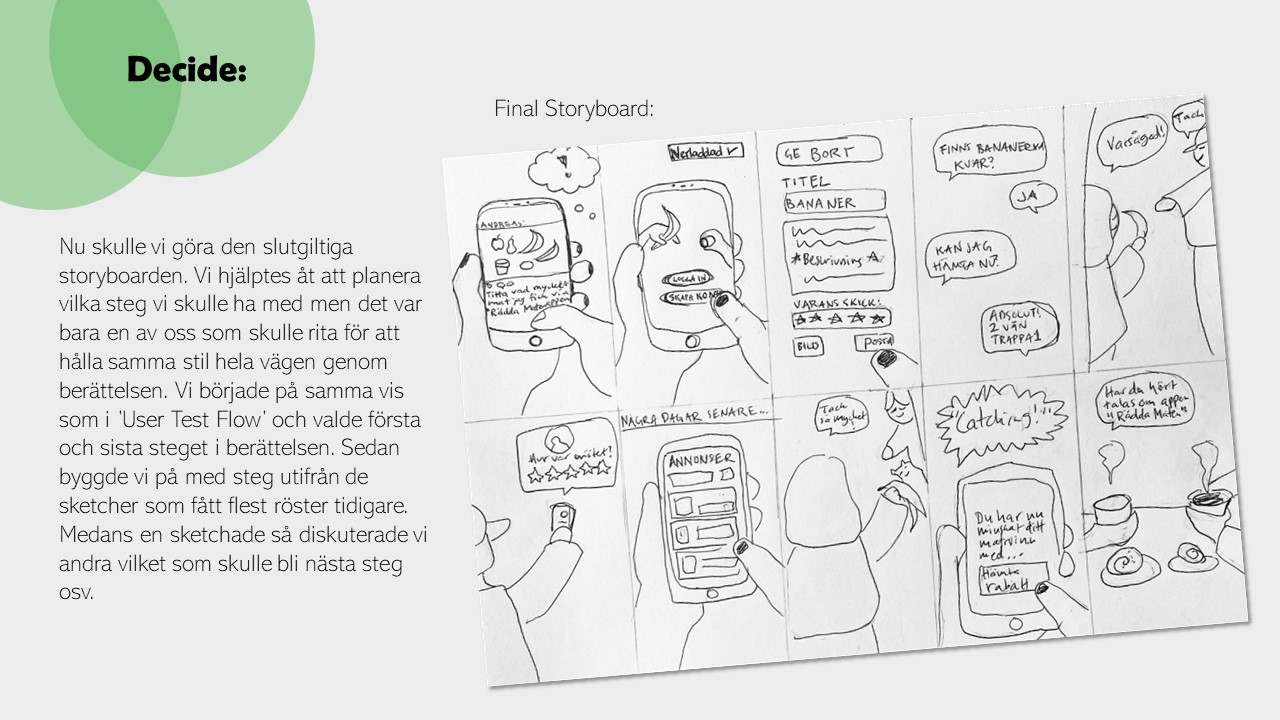 Decide:
Final Storyboard:
Nu skulle vi göra den slutgiltiga
storyboarden. Vi hjälptes åt att planera
vilka steg vi skulle ha med men det var
bara en av oss som skulle rita för att
hålla samma stil hela vägen genom
berättelsen. Vi började på samma vis
som i 'User Test Flow' och valde första
och sista steget i berättelsen. Sedan
byggde vi på med steg utifrån de
sketcher som fått flest röster tidigare.
Medans en sketchade så diskuterade vi
andra vilket som skulle bli nästa steg
osv.
!
ANDREAS:
Titta vad mycket
mat jag fick via
"Rädda Maten appen
Nerladdad ✓
LOGGA IN
SKAPA KON
GE BORT
TITEL
BANANER
Beskrivning
VARANS SKICK:
BILD
Posta
FINNS BANANERNA
KVAR?
JA
KAN JAG
HÄMTA NU?
ABSOLUT!
2 VÅN
TRAPPA 1
Varsågod!
Tack
Hur var mötet?
NÅGRA DAGAR SENARE...
ANNONSER
Tack
så mycket
!
Catching!
Du har nu
minskat ditt
matsvinn
med...
Hämta
rabatt
Har du hört
talas om appen
"Rädda Maten"